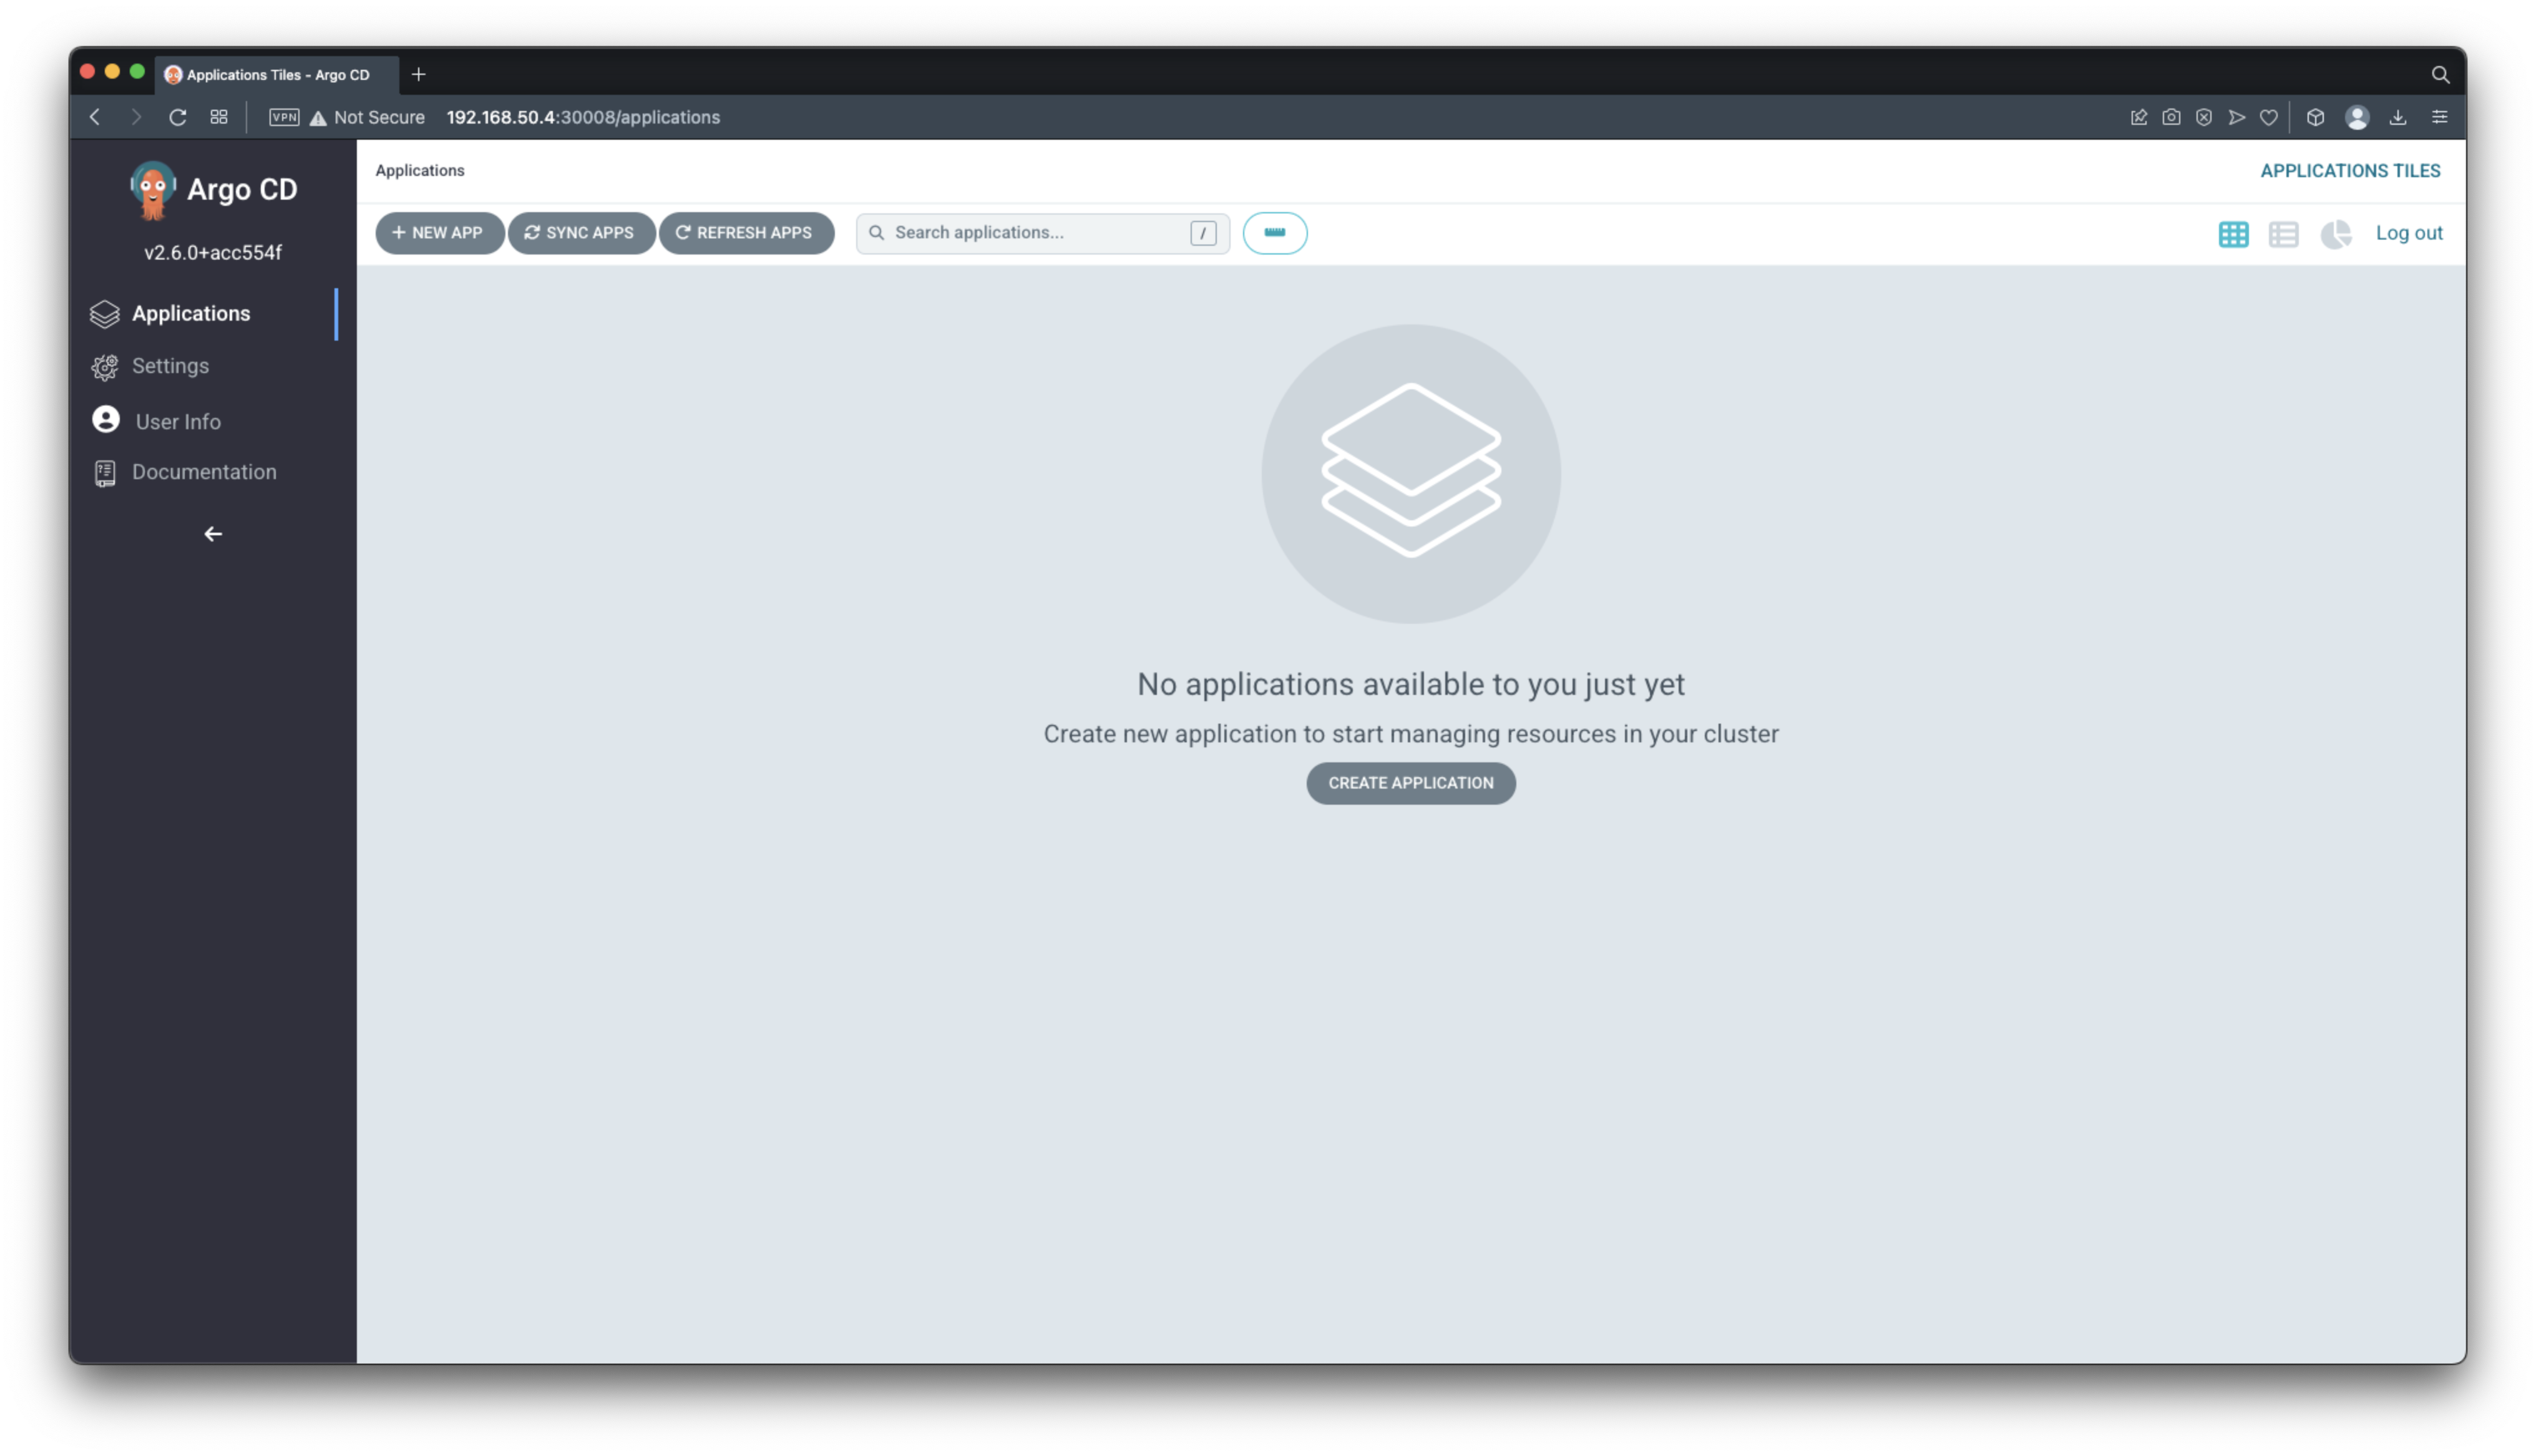 Applications Tiles - Argo CD
VPN Not Secure 192.168.50.4:30008/applications
Argo CD
v2.6.0+acc554f
Applications
Settings
User Info
Documentation
Applications
APPLICATIONS TILES
NEW APP
SYNC APPS
REFRESH APPS
Search applications...
/
Log out
No applications available to you just yet
Create new application to start managing resources in your cluster
CREATE APPLICATION